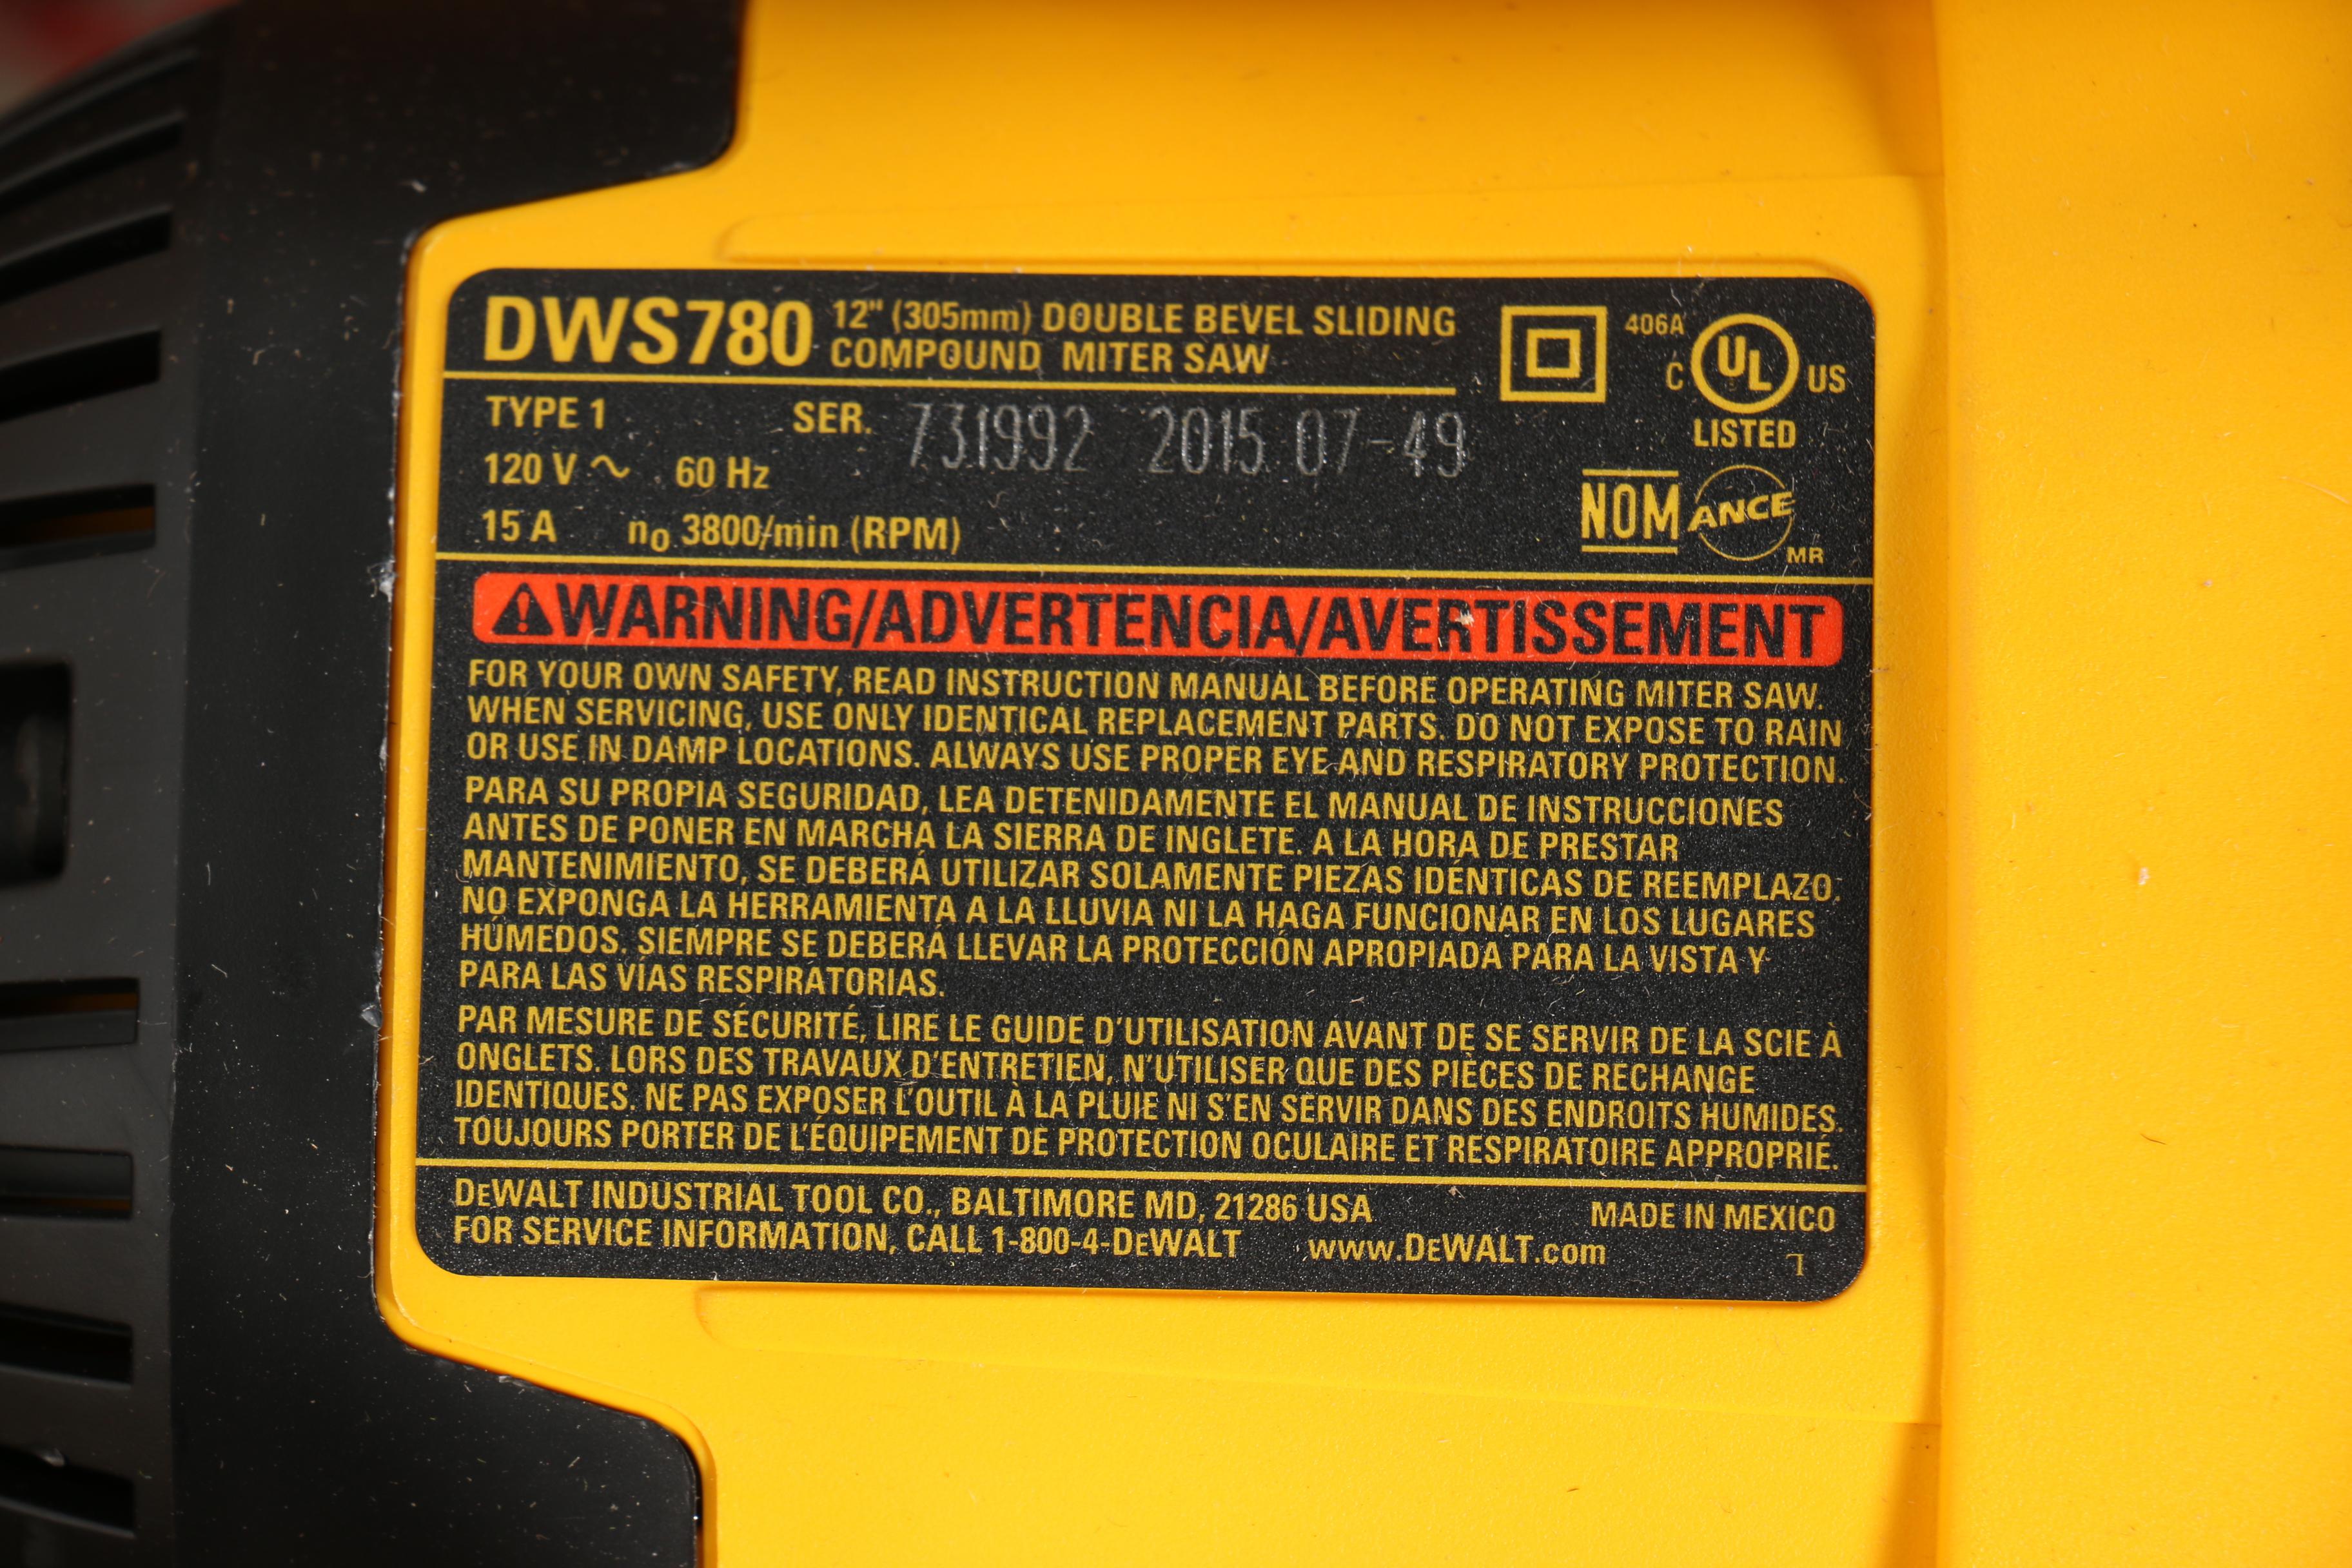 DWS780 12" (305mm) DOUBLE BEVEL SLIDING
COMPOUND MITER SAW
406A
C UL US
LISTED
TYPE 1 SER. 731992 2015 07-49
120 V ~ 60 Hz
15 A no 3800/min (RPM)
NOM ANCE MR
WARNING/ADVERTENCIA/AVERTISSEMENT
FOR YOUR OWN SAFETY, READ INSTRUCTION MANUAL BEFORE OPERATING MITER SAW.
WHEN SERVICING, USE ONLY IDENTICAL REPLACEMENT PARTS. DO NOT EXPOSE TO RAIN
OR USE IN DAMP LOCATIONS. ALWAYS USE PROPER EYE AND RESPIRATORY PROTECTION.
PARA SU PROPIA SEGURIDAD, LEA DETENIDAMENTE EL MANUAL DE INSTRUCCIONES
ANTES DE PONER EN MARCHA LA SIERRA DE INGLETE. A LA HORA DE PRESTAR
MANTENIMIENTO, SE DEBERÁ UTILIZAR SOLAMENTE PIEZAS IDÉNTICAS DE REEMPLAZO.
NO EXPONGA LA HERRAMIENTA A LA LLUVIA NI LA HAGA FUNCIONAR EN LOS LUGARES
HÚMEDOS. SIEMPRE SE DEBERÁ LLEVAR LA PROTECCIÓN APROPIADA PARA LA VISTA Y
PARA LAS VÍAS RESPIRATORIAS.
PAR MESURE DE SÉCURITÉ, LIRE LE GUIDE D'UTILISATION AVANT DE SE SERVIR DE LA SCIE À
ONGLETS. LORS DES TRAVAUX D'ENTRETIEN, N'UTILISER QUE DES PIÈCES DE RECHANGE
IDENTIQUES. NE PAS EXPOSER L'OUTIL À LA PLUIE NI S'EN SERVIR DANS DES ENDROITS HUMIDES.
TOUJOURS PORTER DE L'ÉQUIPEMENT DE PROTECTION OCULAIRE ET RESPIRATOIRE APPROPRIÉ.
DEWALT INDUSTRIAL TOOL CO., BALTIMORE MD, 21286 USA MADE IN MEXICO
FOR SERVICE INFORMATION, CALL 1-800-4-DEWALT www.DEWALT.com